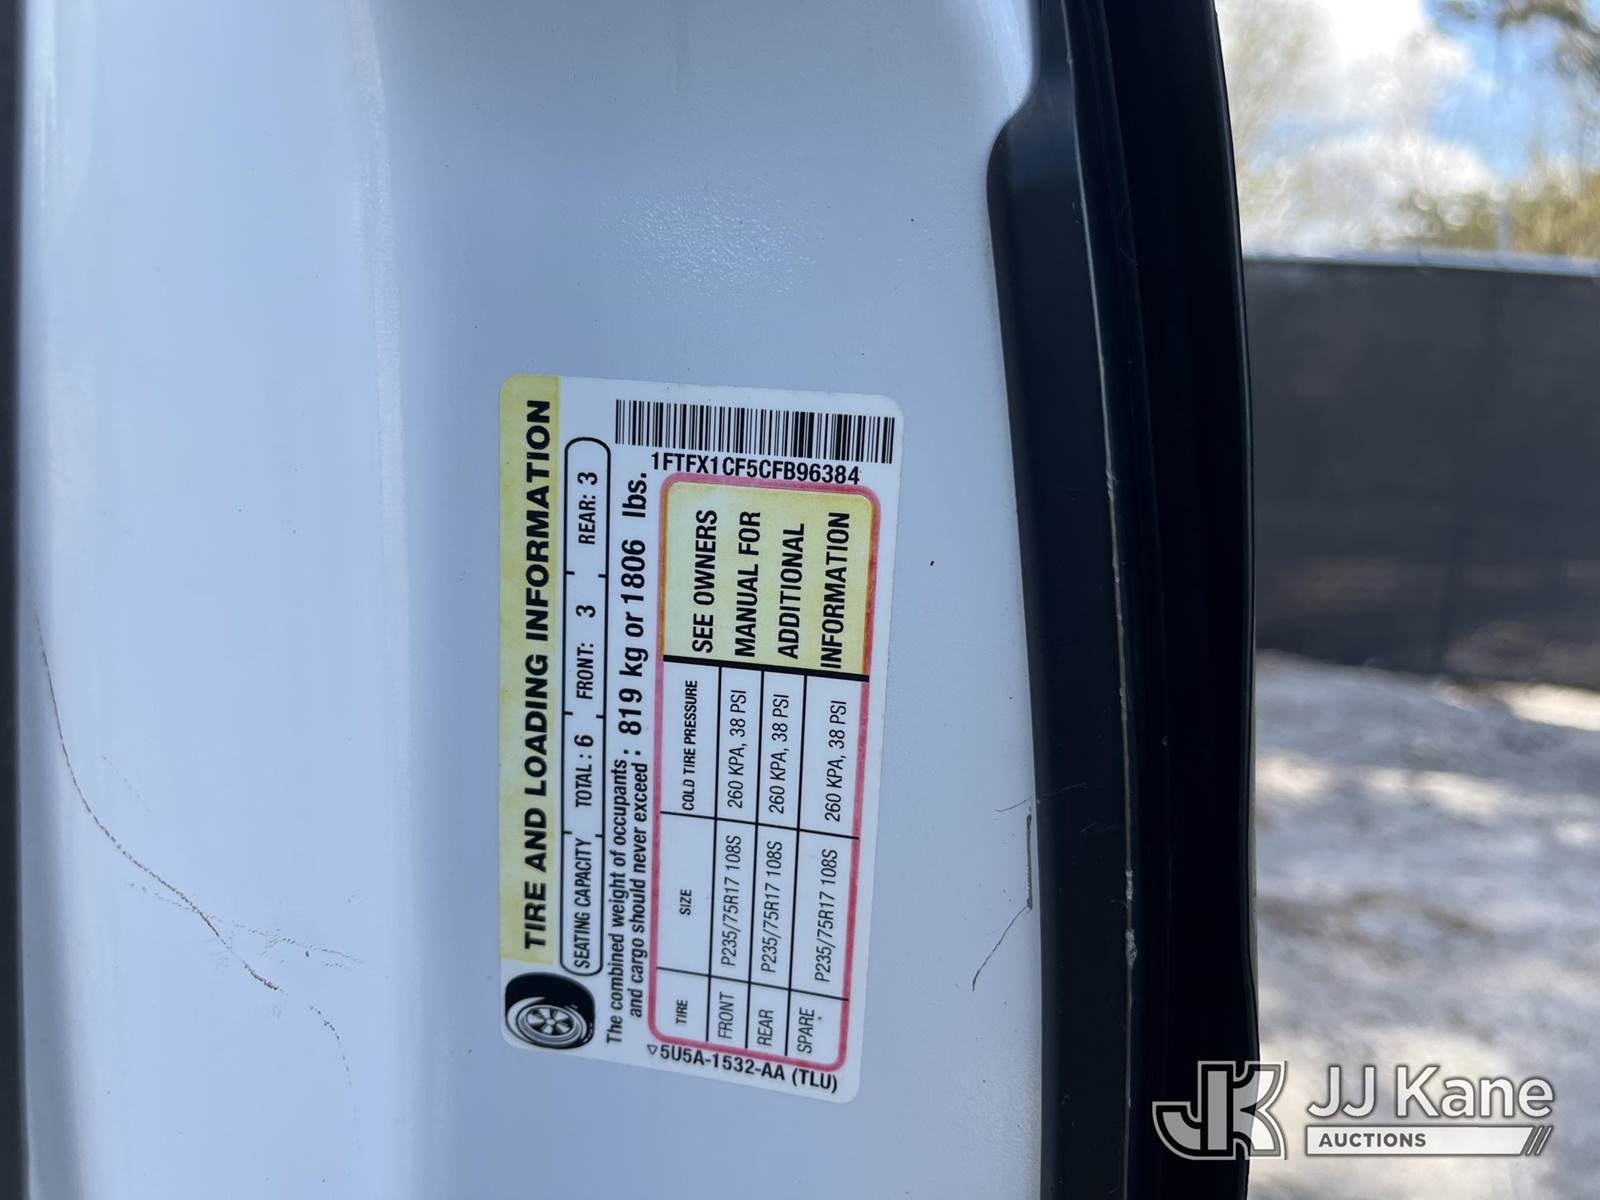 TIRE AND LOADING INFORMATION
SEATING CAPACITY TOTAL : 6 FRONT: 3 REAR: 3
The combined weight of occupants
and cargo should never exceed : 819 kg or 1806 lbs.
TIRE SIZE COLD TIRE PRESSURE
FRONT P235/75R17 108S 260 KPA, 38 PSI
REAR P235/75R17 108S 260 KPA, 38 PSI
SPARE P235/75R17 108S 260 KPA, 38 PSI
SEE OWNERS
MANUAL FOR
ADDITIONAL
INFORMATION
1FTFX1CF5CFB96384
5U5A-1532-AA (TLU)
JJ Kane
AUCTIONS